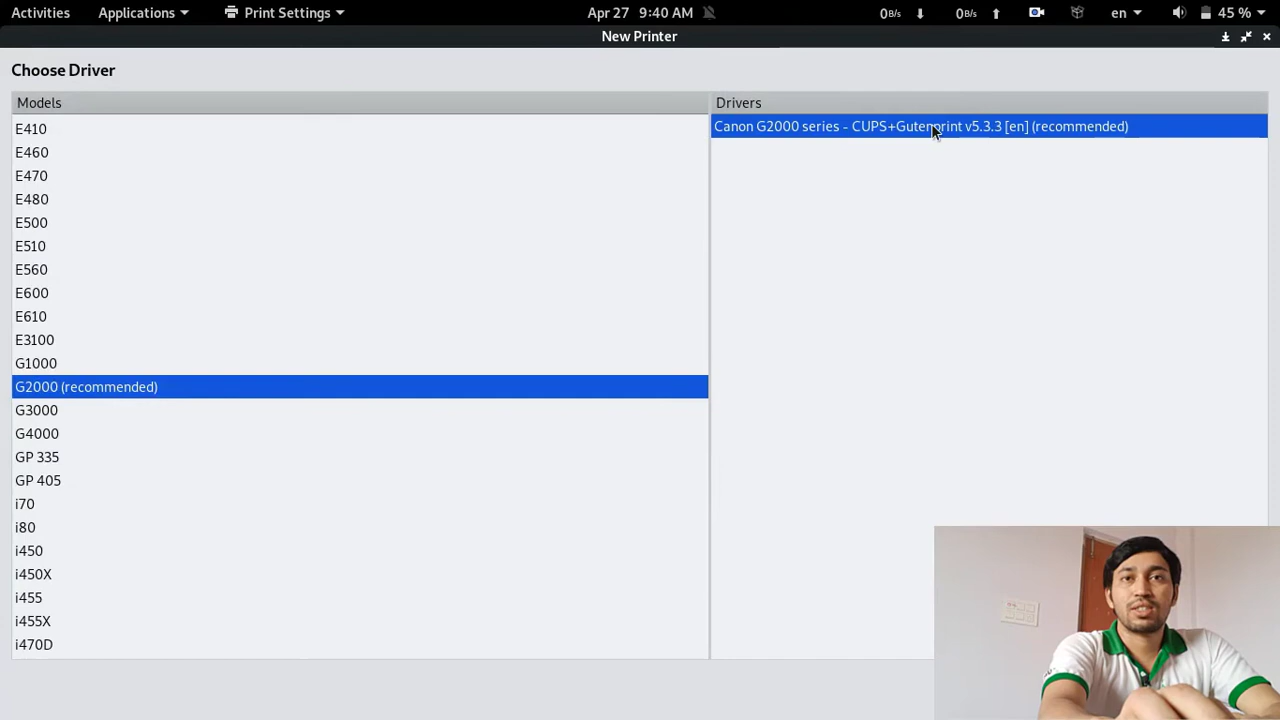 Activities Applications Print Settings Apr 27 9:40 AM 0B/s 0B/s en 45 %
New Printer
Choose Driver
Models
Drivers
E410
E460
E470
E480
E500
E510
E560
E600
E610
E3100
G1000
G2000 (recommended)
G3000
G4000
GP 335
GP 405
i70
i80
i450
i450X
i455
i455X
i470D
Canon G2000 series - CUPS+Gutenprint v5.3.3 [en] (recommended)